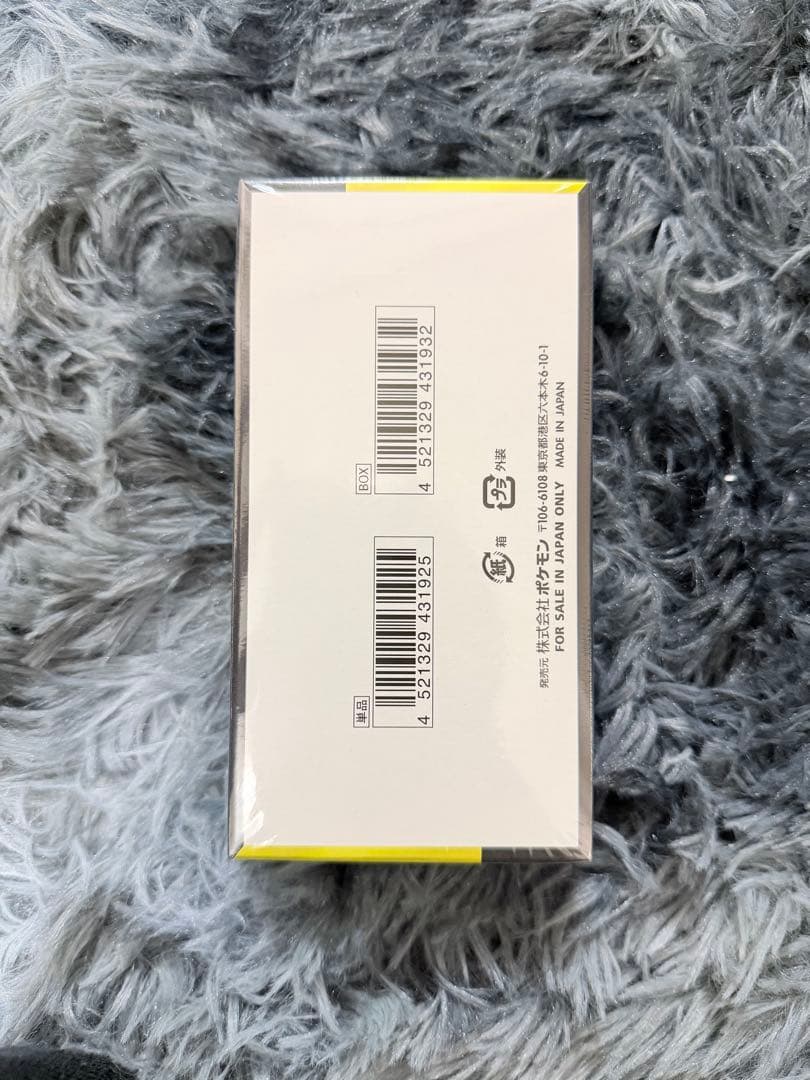 単品
4 521329 431925
BOX
4 521329 431932
紙 箱
プラ 外装
発売元 株式会社 ポケモン 〒106-6108 東京都港区六本木6-10-1
FOR SALE IN JAPAN ONLY MADE IN JAPAN